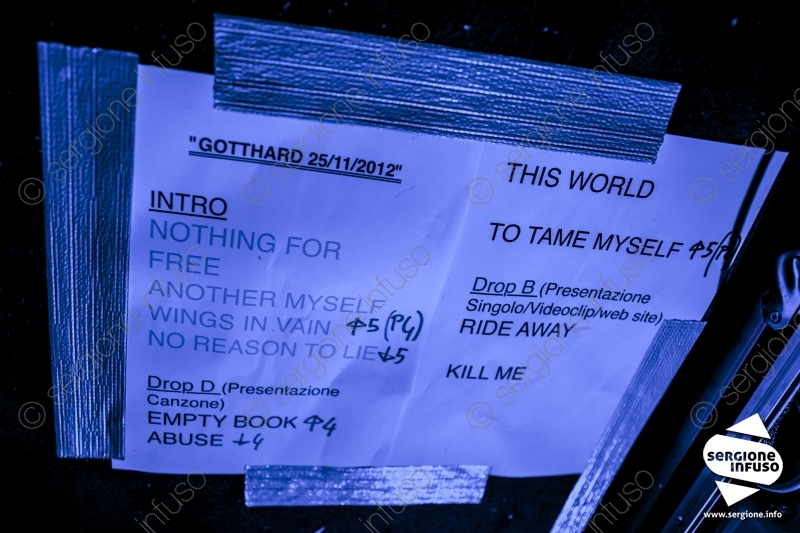 "GOTTHARD 25/11/2012"
INTRO
NOTHING FOR
FREE
ANOTHER MYSELF
WINGS IN VAIN ↑5 (P4)
NO REASON TO LIE ↓5
Drop D (Presentazione
Canzone)
EMPTY BOOK ↑4
ABUSE ↓4
THIS WORLD
TO TAME MYSELF ↑5 (P
Drop B (Presentazione
Singolo/Videoclip/web site)
RIDE AWAY
KILL ME
sergione
infuso
www.sergione.info
© sergione infuso